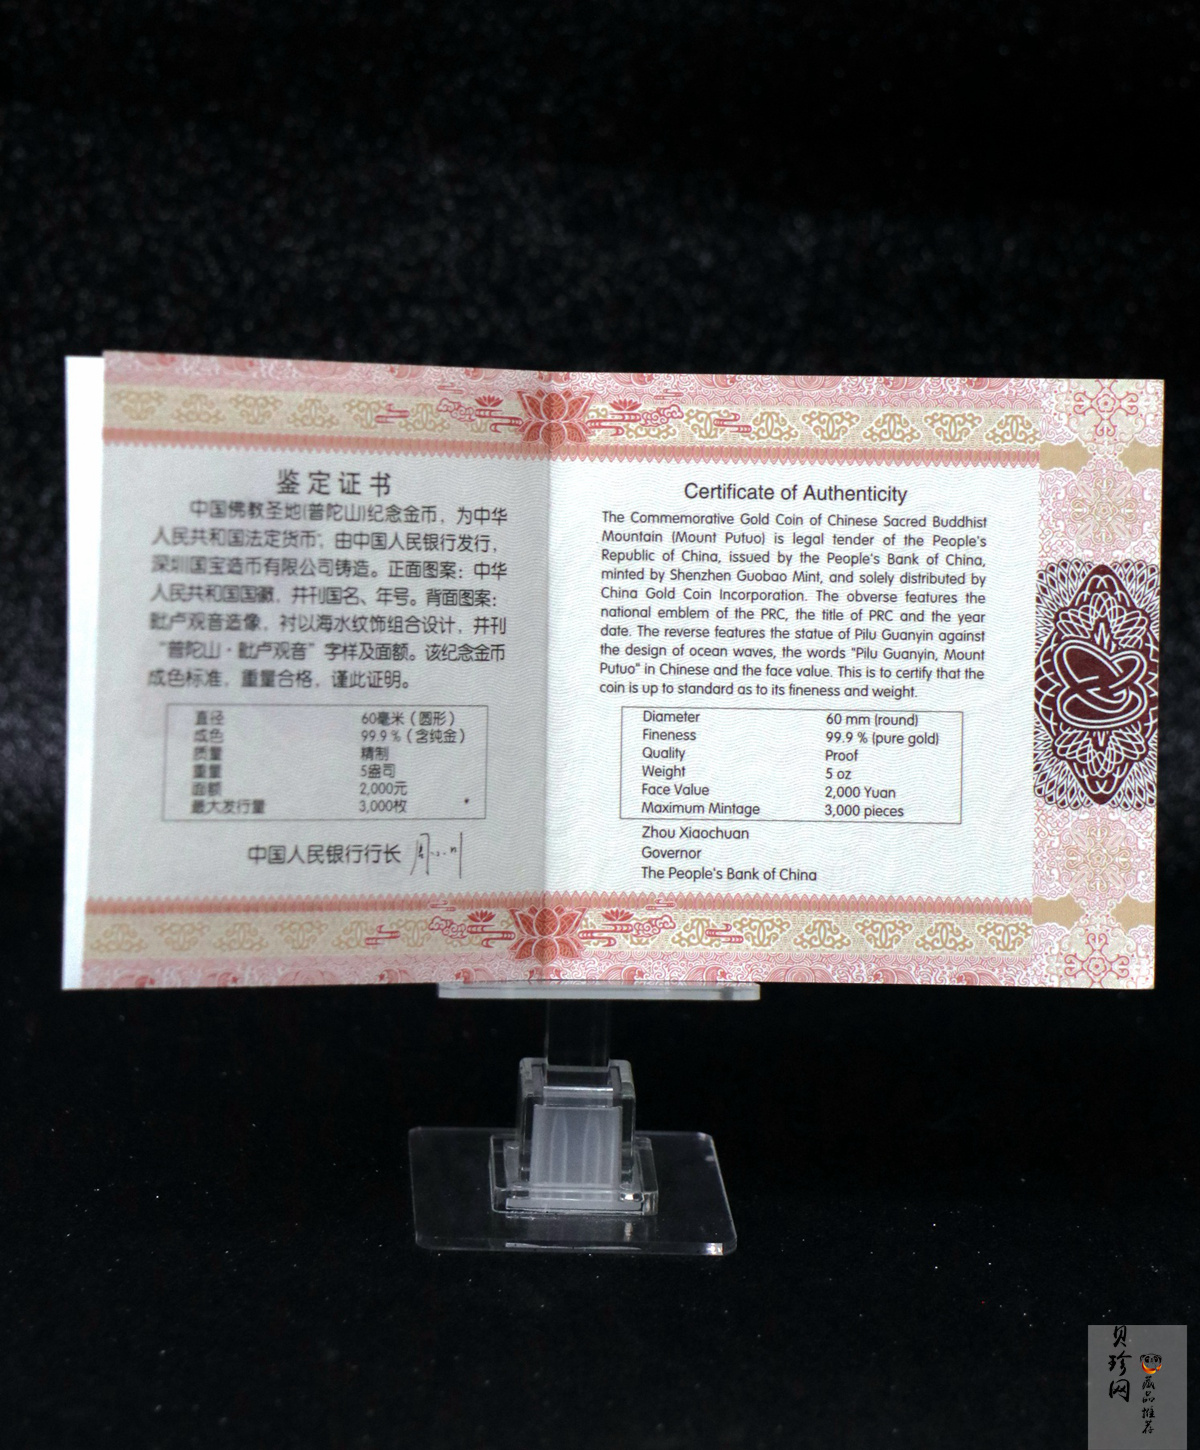 鉴定证书
中国佛教圣地(普陀山)纪念金币，为中华
人民共和国法定货币；由中国人民银行发行，
深圳国宝造币有限公司铸造。正面图案：中华
人民共和国国徽，并刊国名、年号。背面图案：
毗卢观音造像，衬以海水纹饰组合设计，并刊
“普陀山·毗卢观音”字样及面额。该纪念金币
成色标准，重量合格，谨此证明。
直径 60毫米（圆形）
成色 99.9 %（含纯金）
质量 精制
重量 5盎司
面额 2,000元
最大发行量 3,000枚
中国人民银行行长
Certificate of Authenticity
The Commemorative Gold Coin of Chinese Sacred Buddhist
Mountain (Mount Putuo) is legal tender of the People's
Republic of China, issued by the People's Bank of China,
minted by Shenzhen Guobao Mint, and solely distributed by
China Gold Coin Incorporation. The obverse features the
national emblem of the PRC, the title of PRC and the year
date. The reverse features the statue of Pilu Guanyin against
the design of ocean waves, the words "Pilu Guanyin, Mount
Putuo" in Chinese and the face value. This is to certify that the
coin is up to standard as to its fineness and weight.
Diameter 60 mm (round)
Fineness 99.9 % (pure gold)
Quality Proof
Weight 5 oz
Face Value 2,000 Yuan
Maximum Mintage 3,000 pieces
Zhou Xiaochuan
Governor
The People's Bank of China
贝珍网
藏品推荐